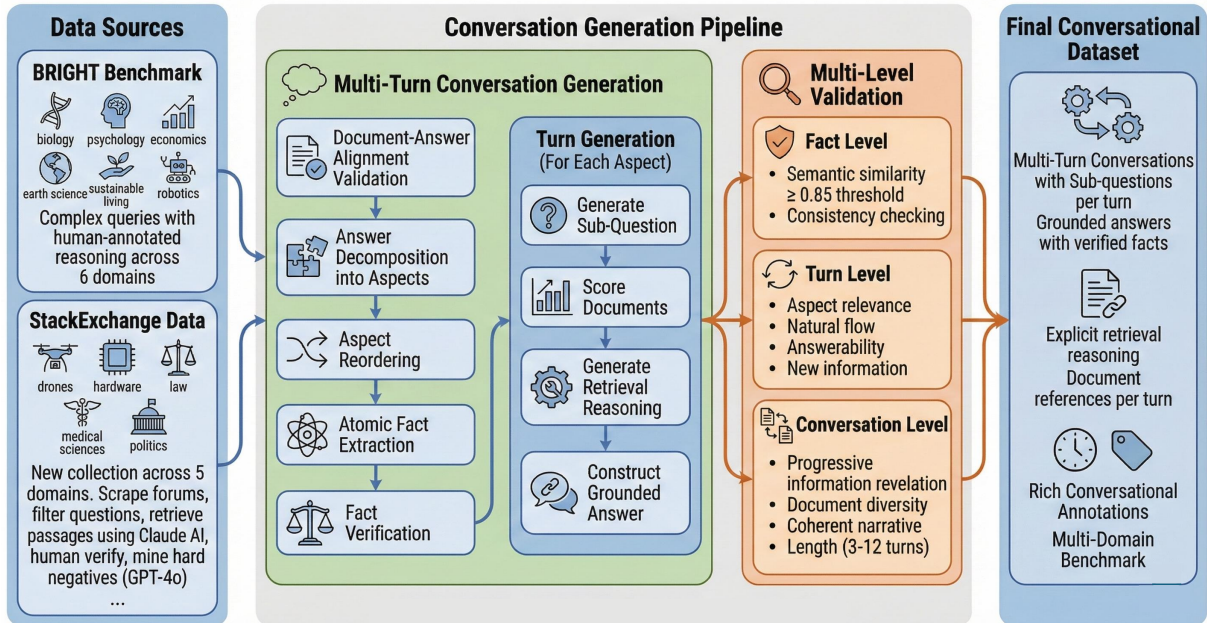 Data Sources
BRIGHT Benchmark
biology
psychology
economics
earth science
sustainable
living
robotics
Complex queries with
human-annotated
reasoning across
6 domains
StackExchange Data
drones
hardware
law
medical
sciences
politics
New collection across 5
domains. Scrape forums,
filter questions, retrieve
passages using Claude AI,
human verify, mine hard
negatives (GPT-4o)
...
Conversation Generation Pipeline
Multi-Turn Conversation Generation
Document-Answer
Alignment
Validation
Answer
Decomposition
into Aspects
Aspect
Reordering
Atomic Fact
Extraction
Fact
Verification
Turn Generation
(For Each Aspect)
Generate
Sub-Question
Score
Documents
Generate
Retrieval
Reasoning
Construct
Grounded
Answer
Multi-Level
Validation
Fact Level
• Semantic similarity
≥ 0.85 threshold
• Consistency checking
Turn Level
• Aspect relevance
• Natural flow
• Answerability
• New information
Conversation Level
• Progressive
information revelation
• Document diversity
• Coherent narrative
• Length (3-12 turns)
Final Conversational
Dataset
Multi-Turn Conversations
with Sub-questions
per turn
Grounded answers
with verified facts
Explicit retrieval
reasoning
Document
references per turn
Rich Conversational
Annotations
Multi-Domain
Benchmark